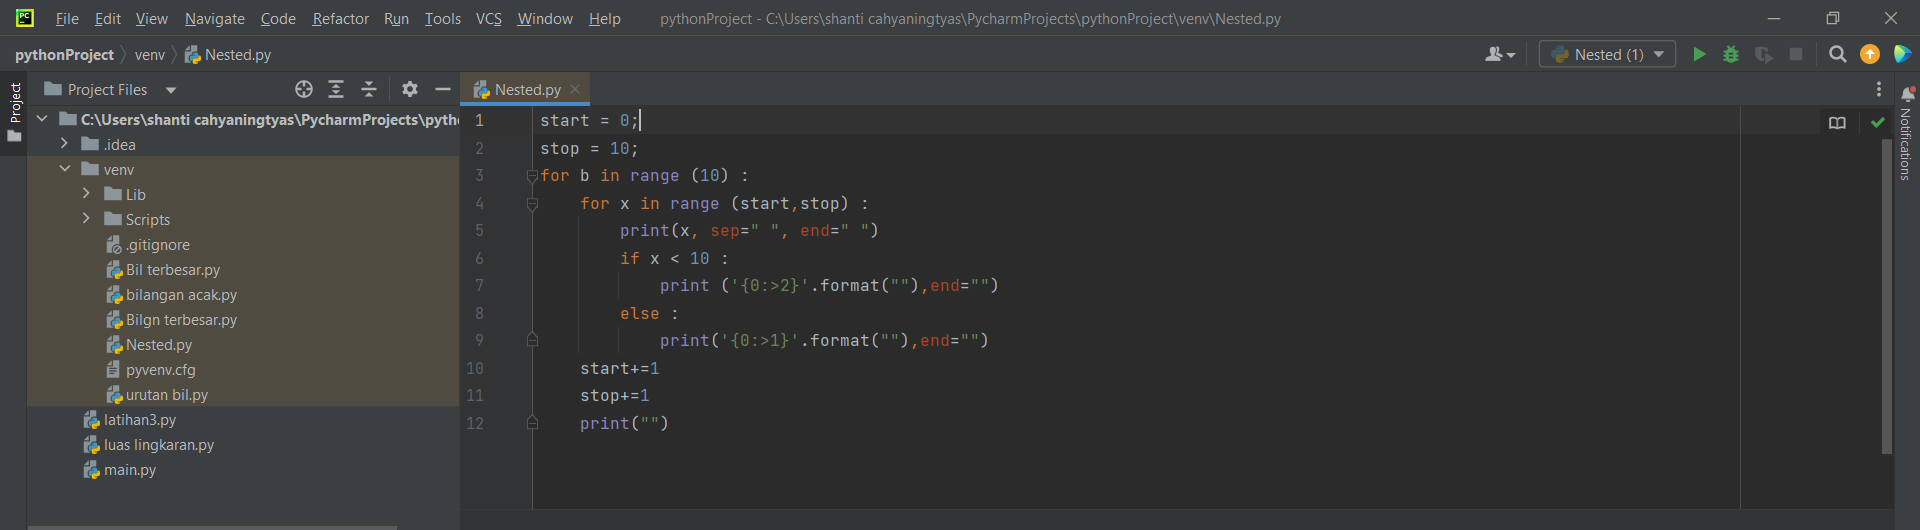 PC File Edit View Navigate Code Refactor Run Tools VCS Window Help pythonProject - C:\Users\shanti cahyaningtyas\PycharmProjects\pythonProject\venv\Nested.py
pythonProject venv Nested.py Nested (1)
Project
Project Files
C:\Users\shanti cahyaningtyas\PycharmProjects\pyth
.idea
venv
Lib
Scripts
.gitignore
Bil terbesar.py
bilangan acak.py
Bilgn terbesar.py
Nested.py
pyvenv.cfg
urutan bil.py
latihan3.py
luas lingkaran.py
main.py
Nested.py
1 start = 0;
2 stop = 10;
3 for b in range (10) :
4 for x in range (start,stop) :
5 print(x, sep=" ", end=" ")
6 if x < 10 :
7 print ('{0:>2}'.format(""),end="")
8 else :
9 print('{0:>1}'.format(""),end="")
10 start+=1
11 stop+=1
12 print("")
Notifications